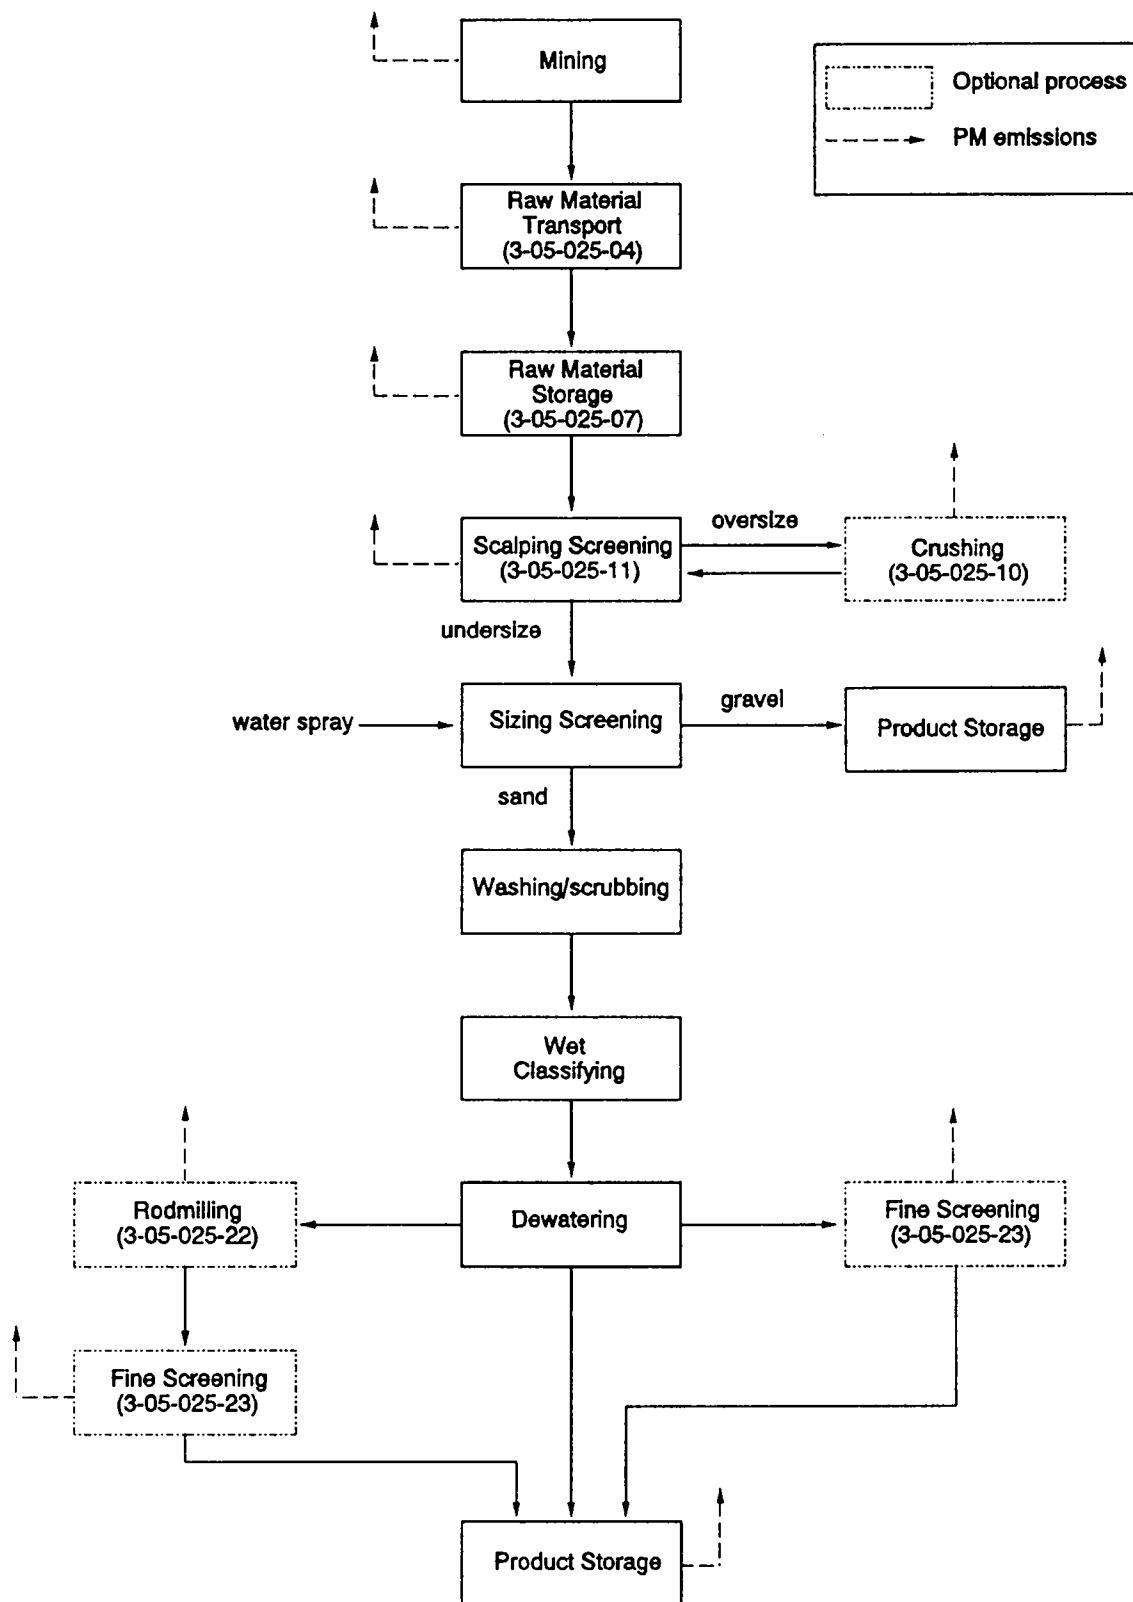 Mining
Optional process
PM emissions
Raw Material
Transport
(3-05-025-04)
Raw Material
Storage
(3-05-025-07)
Scalping Screening
(3-05-025-11)
oversize
Crushing
(3-05-025-10)
undersize
water spray
Sizing Screening
gravel
Product Storage
sand
Washing/scrubbing
Wet
Classifying
Rodmilling
(3-05-025-22)
Dewatering
Fine Screening
(3-05-025-23)
Fine Screening
(3-05-025-23)
Product Storage